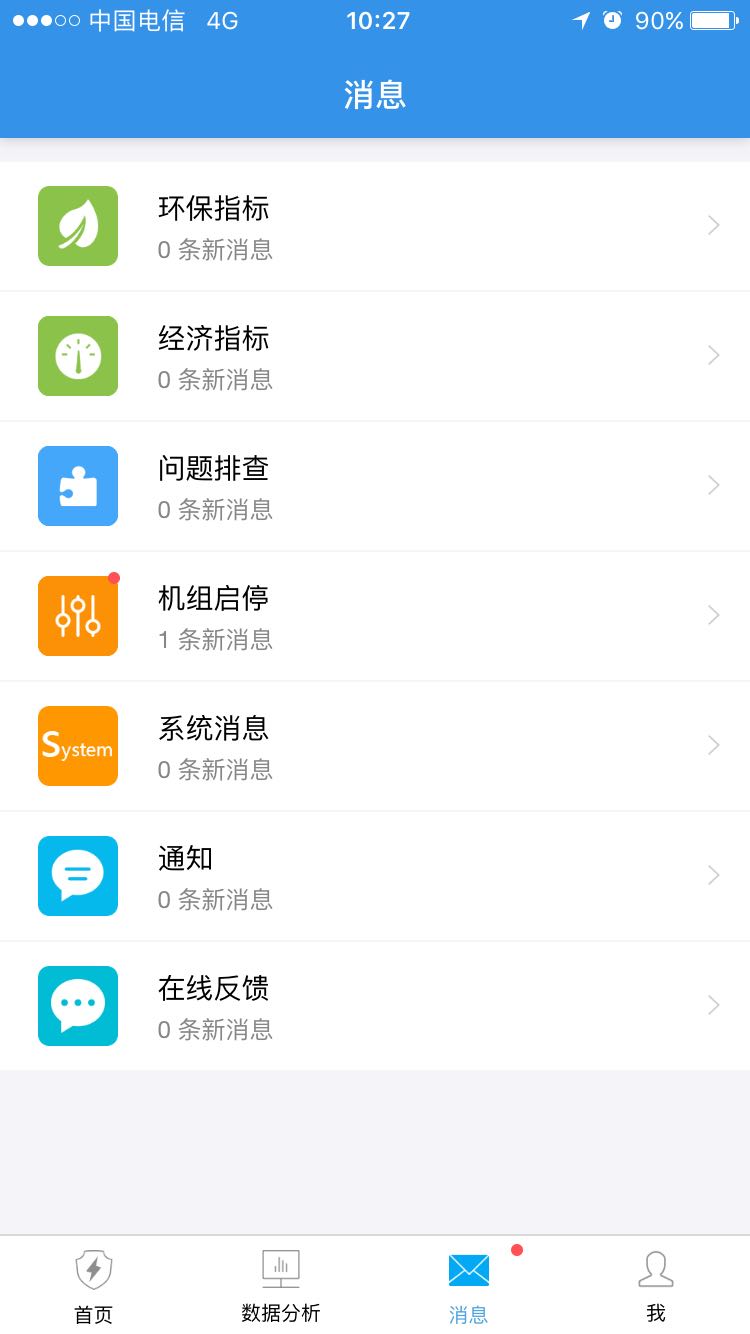 中国电信 4G 10:27 90%
消息
环保指标
0 条新消息
经济指标
0 条新消息
问题排查
0 条新消息
机组启停
1 条新消息
System
系统消息
0 条新消息
通知
0 条新消息
在线反馈
0 条新消息
首页 数据分析 消息 我